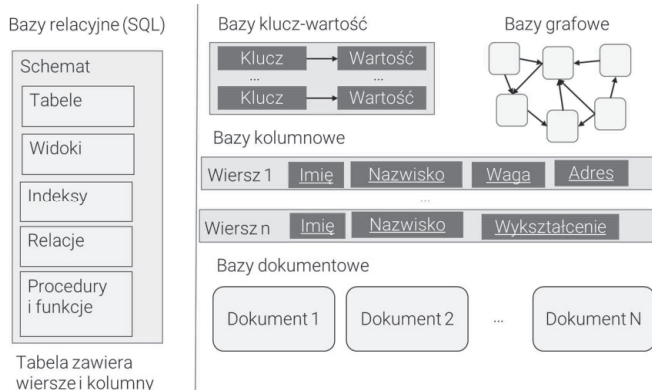 Bazy relacyjne (SQL)
Schemat
Tabele
Widoki
Indeksy
Relacje
Procedury
i funkcje
Tabela zawiera
wiersze i kolumny
Bazy klucz-wartość
Klucz Wartość
... ...
Klucz Wartość
Bazy grafowe
Bazy kolumnowe
Wiersz 1 Imię Nazwisko Waga Adres
...
Wiersz n Imię Nazwisko Wykształcenie
Bazy dokumentowe
Dokument 1 Dokument 2 ... Dokument N